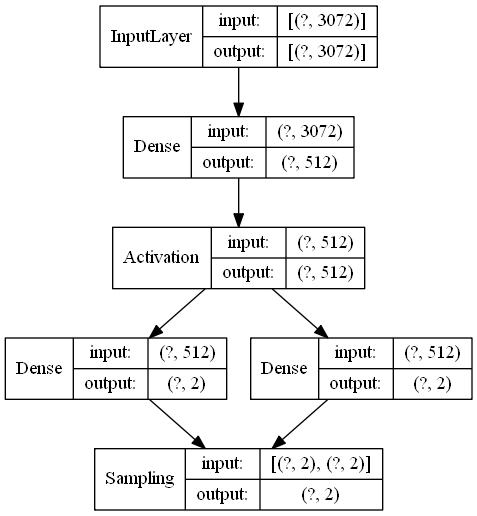 InputLayer
input: [(?, 3072)]
output: [(?, 3072)]
Dense
input: (?, 3072)
output: (?, 512)
Activation
input: (?, 512)
output: (?, 512)
Dense
input: (?, 512)
output: (?, 2)
Dense
input: (?, 512)
output: (?, 2)
Sampling
input: [(?, 2), (?, 2)]
output: (?, 2)